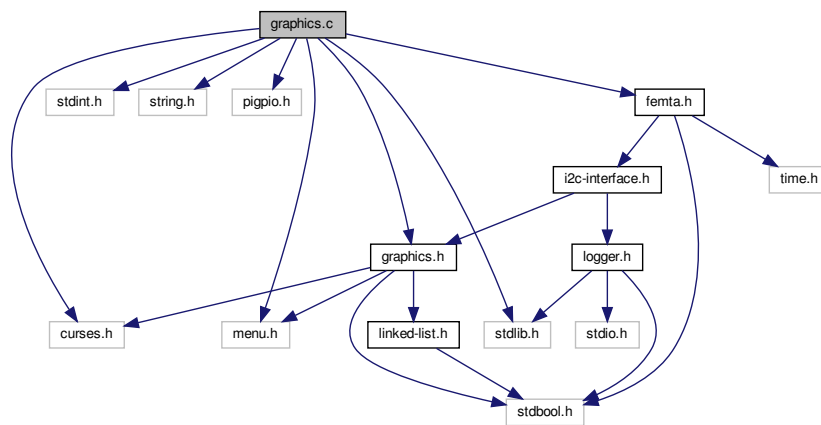 graphics.c
stdint.h
string.h
pigpio.h
femta.h
i2c-interface.h
time.h
graphics.h
logger.h
curses.h
menu.h
linked-list.h
stdlib.h
stdio.h
stdbool.h